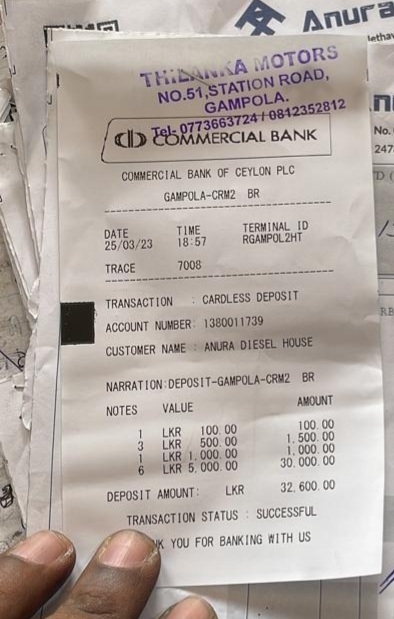 Anura
THILANKA MOTORS
NO.51,STATION ROAD,
GAMPOLA.
Tel- 0773663724 / 0812352812
COMMERCIAL BANK
COMMERCIAL BANK OF CEYLON PLC
GAMPOLA-CRM2 BR
DATE TIME TERMINAL ID
25/03/23 18:57 RGAMPOL2HT
TRACE 7008
TRANSACTION : CARDLESS DEPOSIT
ACCOUNT NUMBER: 1380011739
CUSTOMER NAME : ANURA DIESEL HOUSE
NARRATION:DEPOSIT-GAMPOLA-CRM2 BR
NOTES VALUE AMOUNT
1 LKR 100.00 100.00
3 LKR 500.00 1,500.00
1 LKR 1,000.00 1,000.00
6 LKR 5,000.00 30,000.00
DEPOSIT AMOUNT: LKR 32,600.00
TRANSACTION STATUS : SUCCESSFUL
YOU FOR BANKING WITH US
No.
247